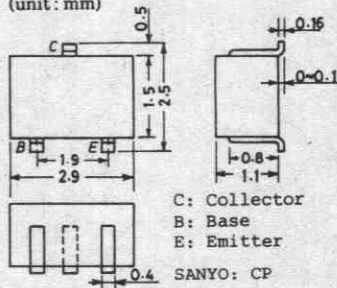 (unit: mm)
C
0.5
0.16
1.5
2.5
0~0.1
B
E
1.9
2.9
0.8
1.1
C: Collector
B: Base
E: Emitter
0.4
SANYO: CP